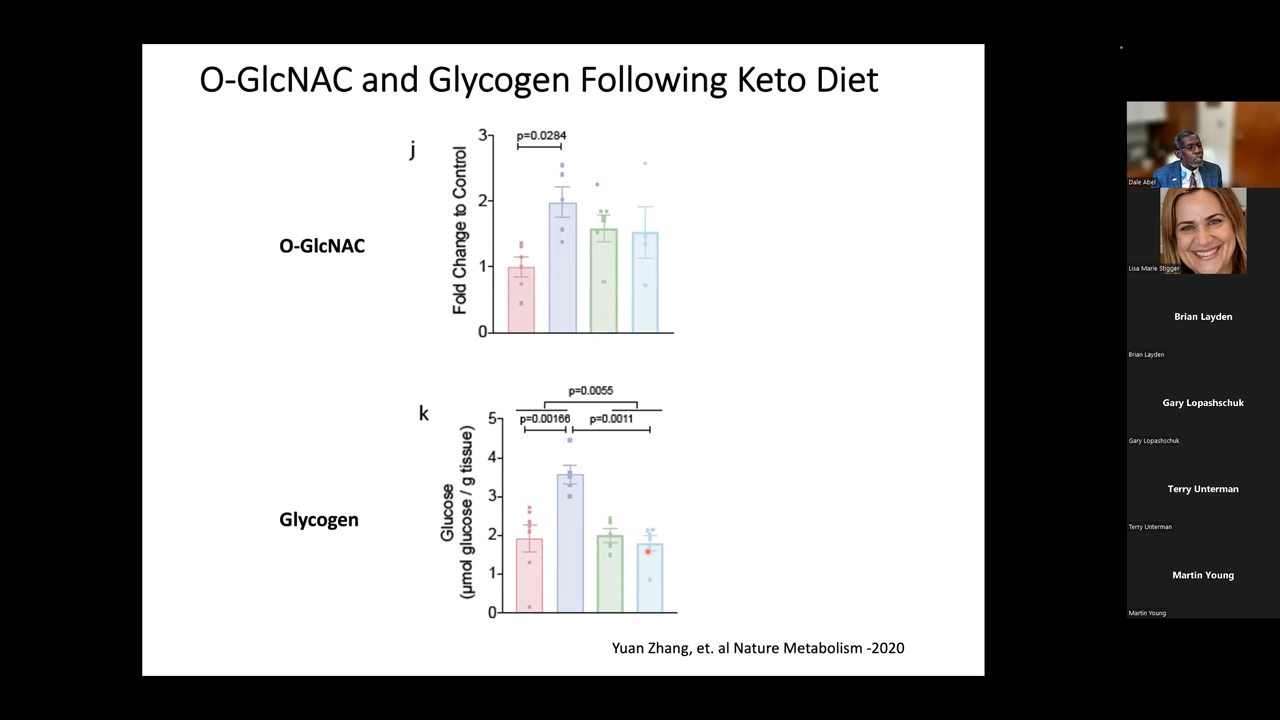 O-GlcNAC and Glycogen Following Keto Diet
j
p=0.0284
3
2
1
0
Fold Change to Control
O-GlcNAC
k
p=0.0055
p=0.00166
p=0.0011
5
4
3
2
1
0
Glucose
(µmol glucose / g tissue)
Glycogen
Yuan Zhang, et. al Nature Metabolism -2020
Dale Abel
Lisa Marie Stigger
Brian Layden
Brian Layden
Gary Lopashschuk
Gary Lopashschuk
Terry Unterman
Terry Unterman
Martin Young
Martin Young